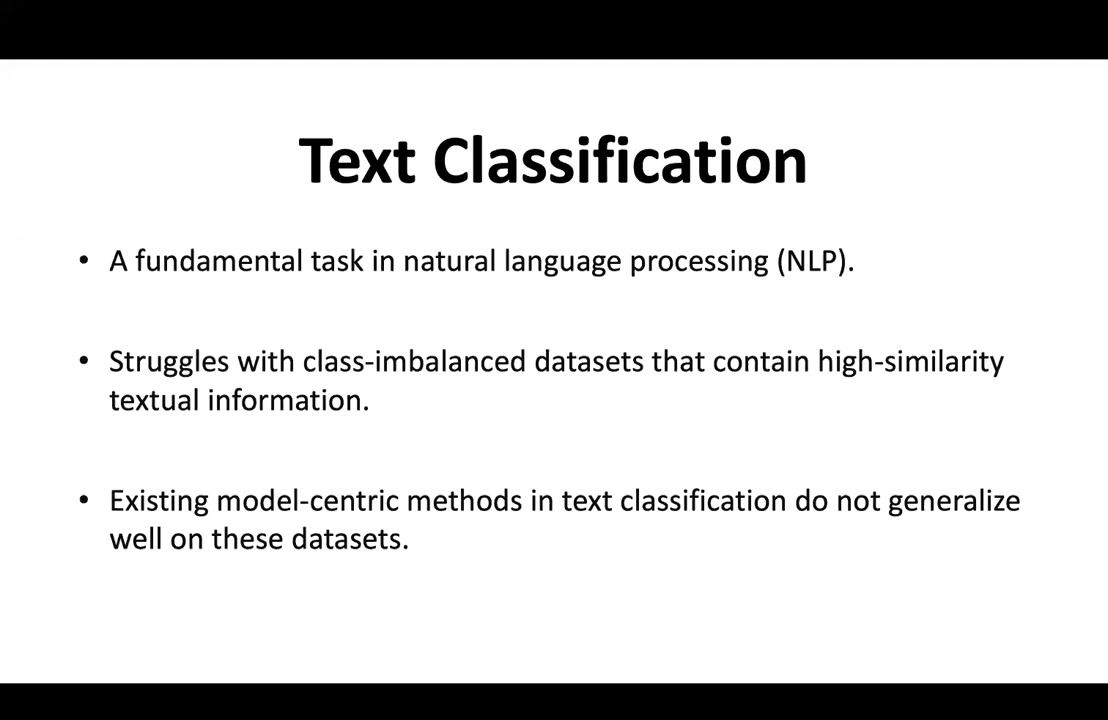 Text Classification
• A fundamental task in natural language processing (NLP).
• Struggles with class-imbalanced datasets that contain high-similarity
textual information.
• Existing model-centric methods in text classification do not generalize
well on these datasets.